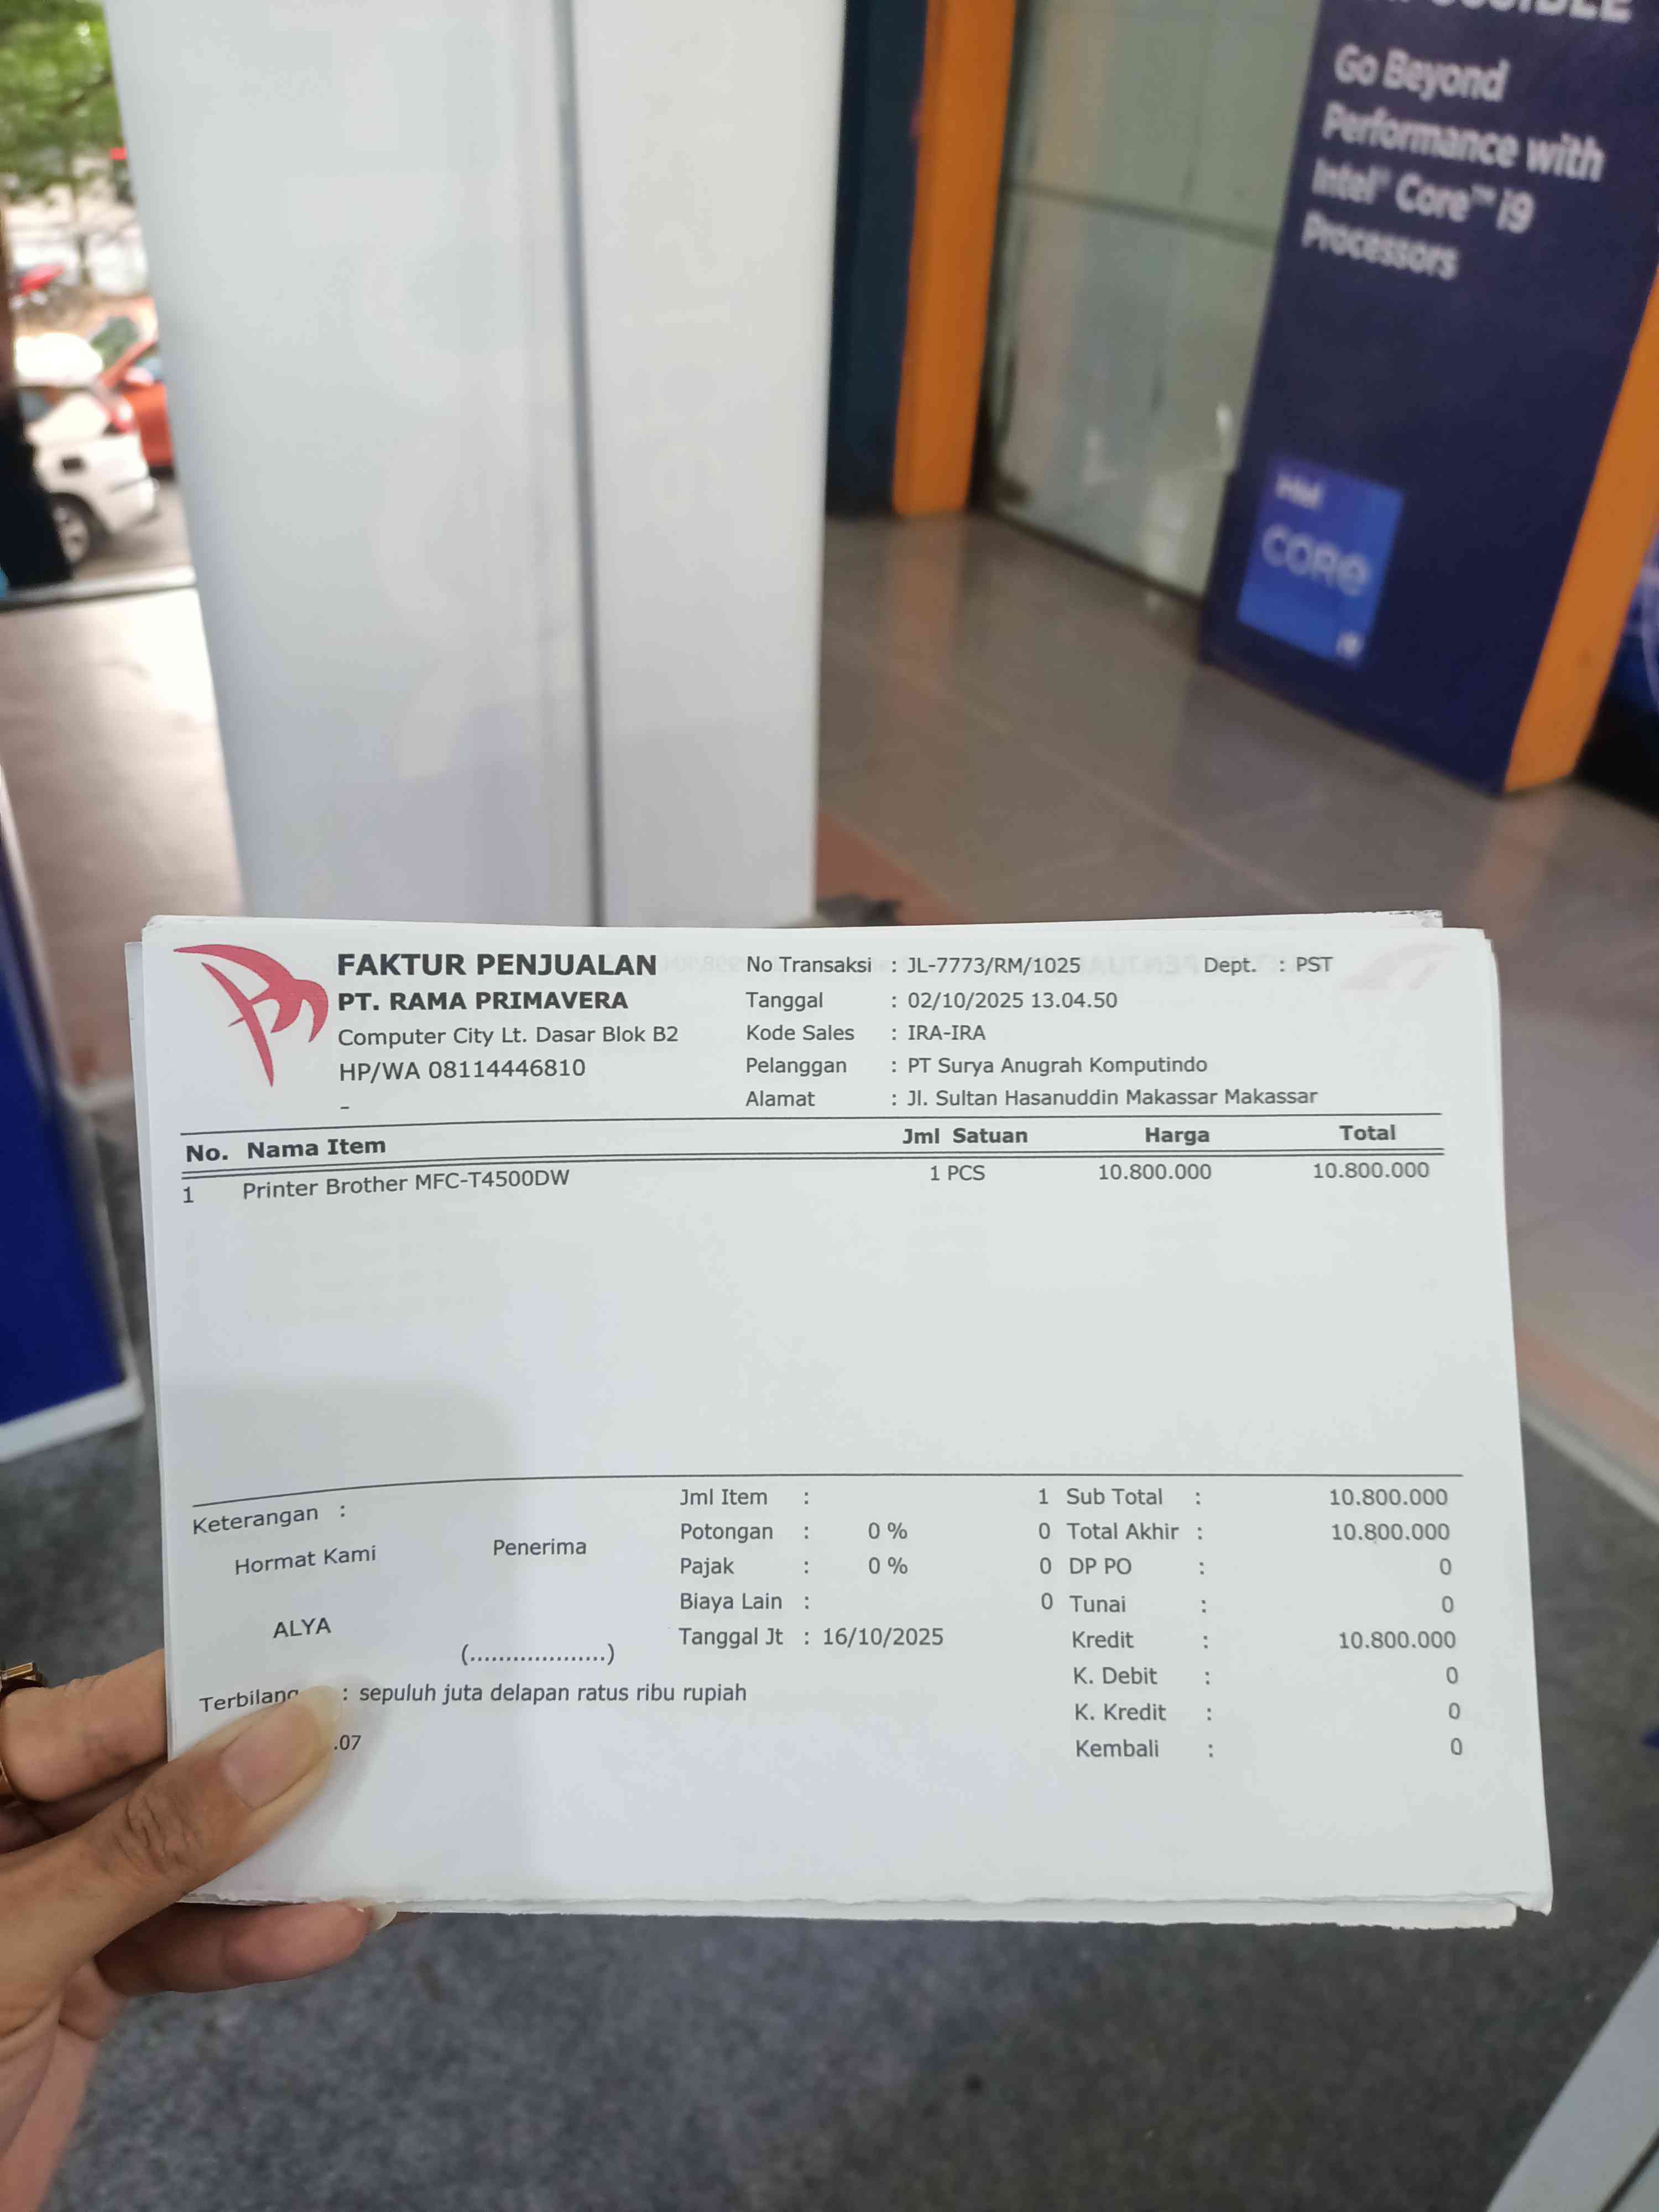 Go Beyond
Performance with
Intel® Core™ i9
Processors
intel
CORE
i9
FAKTUR PENJUALAN
PT. RAMA PRIMAVERA
Computer City Lt. Dasar Blok B2
HP/WA 08114446810
-
No Transaksi : JL-7773/RM/1025 Dept. : PST
Tanggal : 02/10/2025 13.04.50
Kode Sales : IRA-IRA
Pelanggan : PT Surya Anugrah Komputindo
Alamat : Jl. Sultan Hasanuddin Makassar Makassar
No. Nama Item Jml Satuan Harga Total
1 Printer Brother MFC-T4500DW 1 PCS 10.800.000 10.800.000
Keterangan :
Hormat Kami Penerima
ALYA
(...................)
Jml Item : 1 Sub Total : 10.800.000
Potongan : 0 % 0 Total Akhir : 10.800.000
Pajak : 0 % 0 DP PO : 0
Biaya Lain : 0 Tunai : 0
Tanggal Jt : 16/10/2025 Kredit : 10.800.000
K. Debit : 0
K. Kredit : 0
Kembali : 0
Terbilang : sepuluh juta delapan ratus ribu rupiah
.07